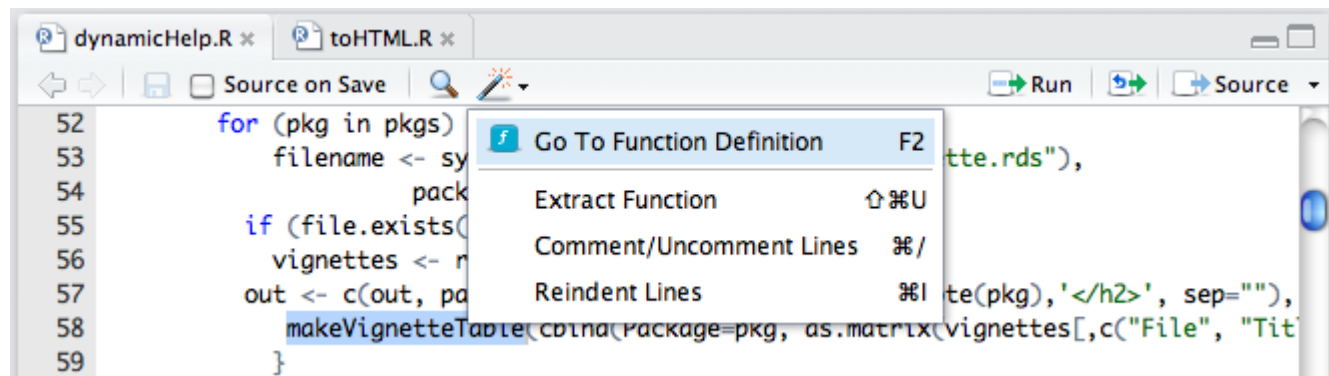 dynamicHelp.R × toHTML.R ×
Source on Save Run Source
52 for (pkg in pkgs)
Go To Function Definition F2
53 filename <- sy tte.rds"),
54 pack
Extract Function ⇧⌘U
55 if (file.exists(
Comment/Uncomment Lines ⌘/
56 vignettes <- r
57 out <- c(out, pa te(pkg),'</h2>', sep=""),
Reindent Lines ⌘I
58 makeVignetteTable(cbind(Package=pkg, as.matrix(vignettes[,c("File", "Tit
59 }